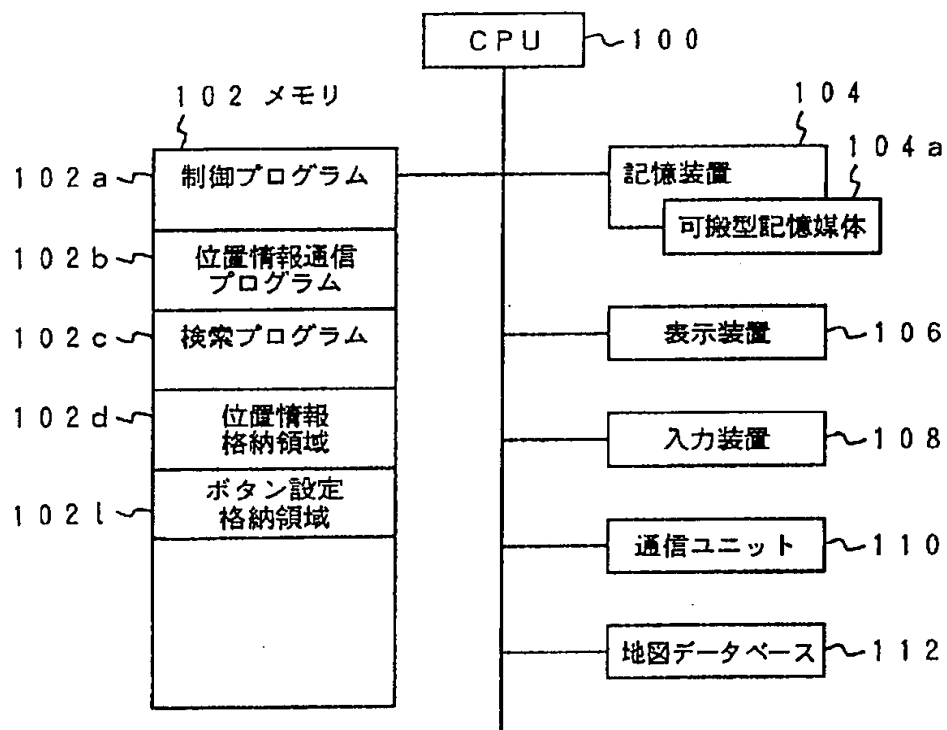 CPU
100
102 メモリ
102a
制御プログラム
102b
位置情報通信
プログラム
102c
検索プログラム
102d
位置情報
格納領域
102l
ボタン設定
格納領域
104
104a
記憶装置
可搬型記憶媒体
表示装置
106
入力装置
108
通信ユニット
110
地図データベース
112